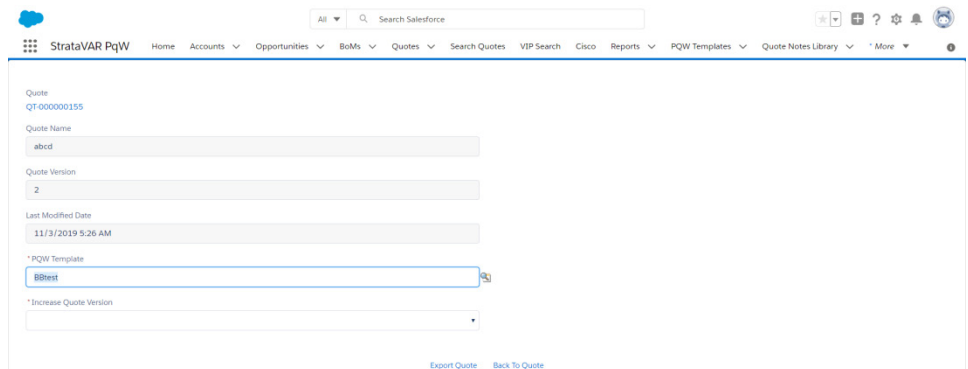 All Search Salesforce
StrataVAR PqW Home Accounts Opportunities BoMs Quotes Search Quotes VIP Search Cisco Reports PQW Templates Quote Notes Library * More
Quote
QT-000000155
Quote Name
abcd
Quote Version
2
Last Modified Date
11/3/2019 5:26 AM
*PQW Template
BBtest
*Increase Quote Version
Export Quote Back To Quote